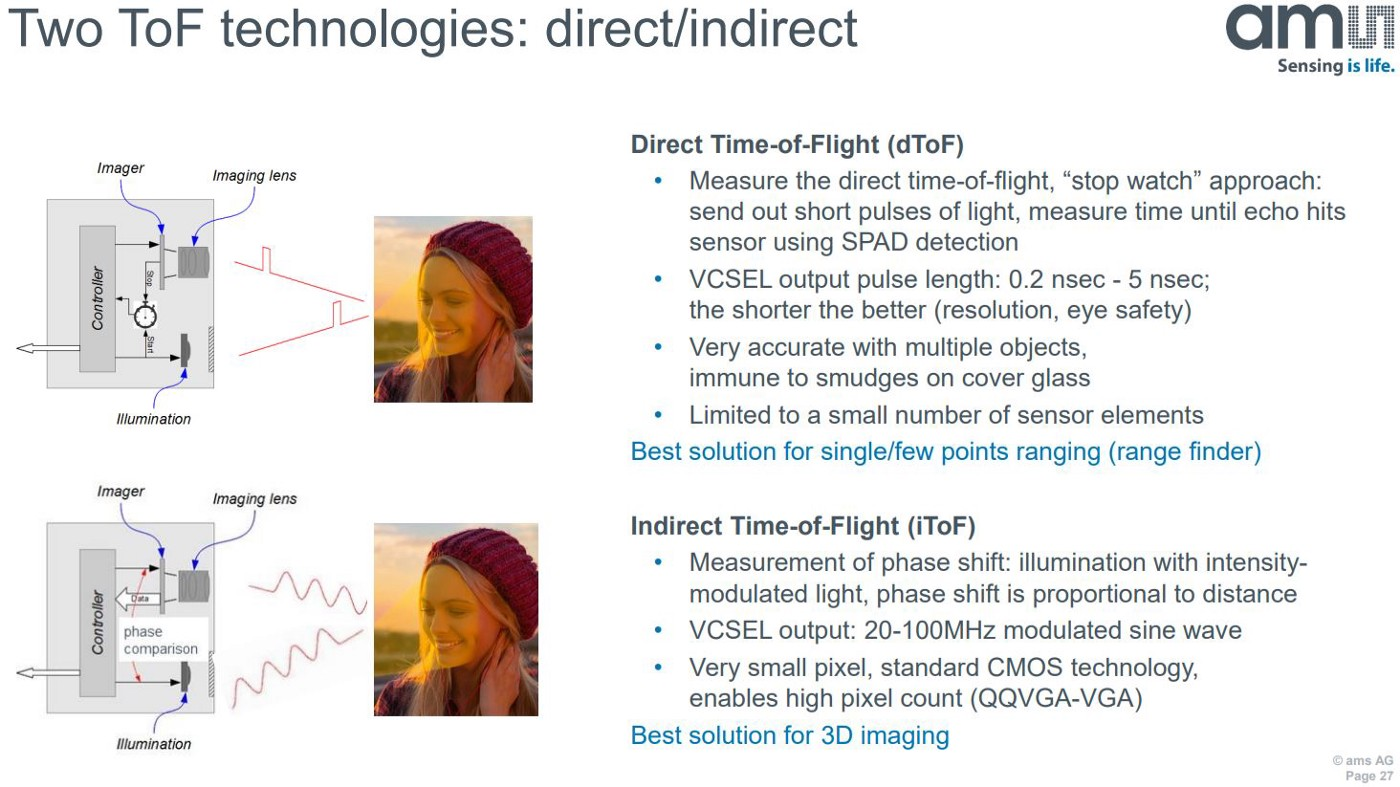 Two ToF technologies: direct/indirect
amu
Sensing is life.
Imager
Imaging lens
Controller
Stop
Start
Illumination
Direct Time-of-Flight (dToF)
• Measure the direct time-of-flight, “stop watch” approach:
send out short pulses of light, measure time until echo hits
sensor using SPAD detection
• VCSEL output pulse length: 0.2 nsec - 5 nsec;
the shorter the better (resolution, eye safety)
• Very accurate with multiple objects,
immune to smudges on cover glass
• Limited to a small number of sensor elements
Best solution for single/few points ranging (range finder)
Imager
Imaging lens
Controller
Data
phase
comparison
Illumination
Indirect Time-of-Flight (iToF)
• Measurement of phase shift: illumination with intensity-
modulated light, phase shift is proportional to distance
• VCSEL output: 20-100MHz modulated sine wave
• Very small pixel, standard CMOS technology,
enables high pixel count (QQVGA-VGA)
Best solution for 3D imaging
© ams AG
Page 27